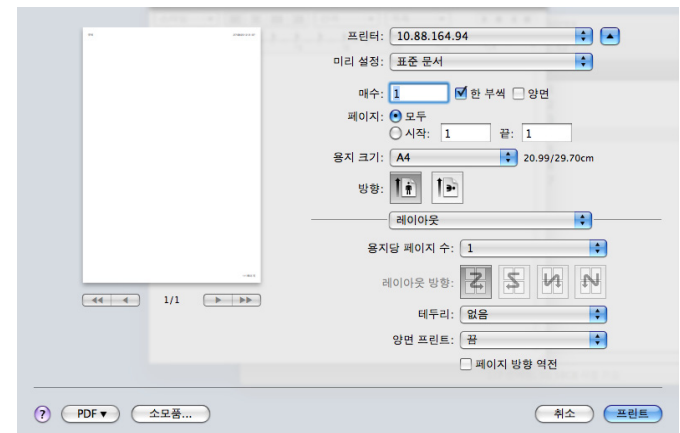 프린터: 10.88.164.94
미리 설정: 표준 문서
매수: 1 한 부씩 양면
페이지: 모두
시작: 1 끝: 1
용지 크기: A4 20.99/29.70cm
방향:
레이아웃
용지당 페이지 수: 1
레이아웃 방향:
1/1
테두리: 없음
양면 프린트: 끔
페이지 방향 역전
? PDF▼ 소모품... 취소 프린트